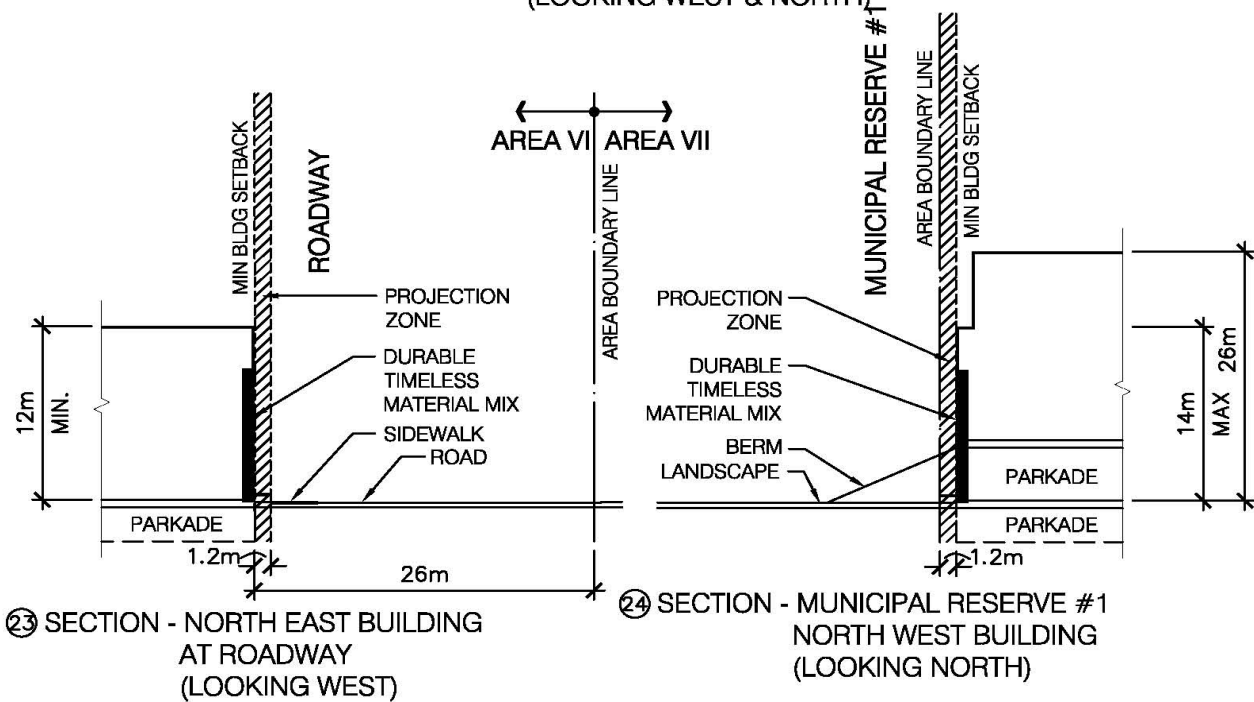 (LOOKING WEST & NORTH)
MIN BLDG SETBACK
ROADWAY
AREA VI
AREA VII
AREA BOUNDARY LINE
PROJECTION
ZONE
DURABLE
TIMELESS
MATERIAL MIX
SIDEWALK
ROAD
12m
MIN.
PARKADE
1.2m
26m
23 SECTION - NORTH EAST BUILDING
AT ROADWAY
(LOOKING WEST)
MUNICIPAL RESERVE #1
AREA BOUNDARY LINE
MIN BLDG SETBACK
PROJECTION
ZONE
DURABLE
TIMELESS
MATERIAL MIX
BERM
LANDSCAPE
PARKADE
PARKADE
14m
MAX 26m
1.2m
24 SECTION - MUNICIPAL RESERVE #1
NORTH WEST BUILDING
(LOOKING NORTH)